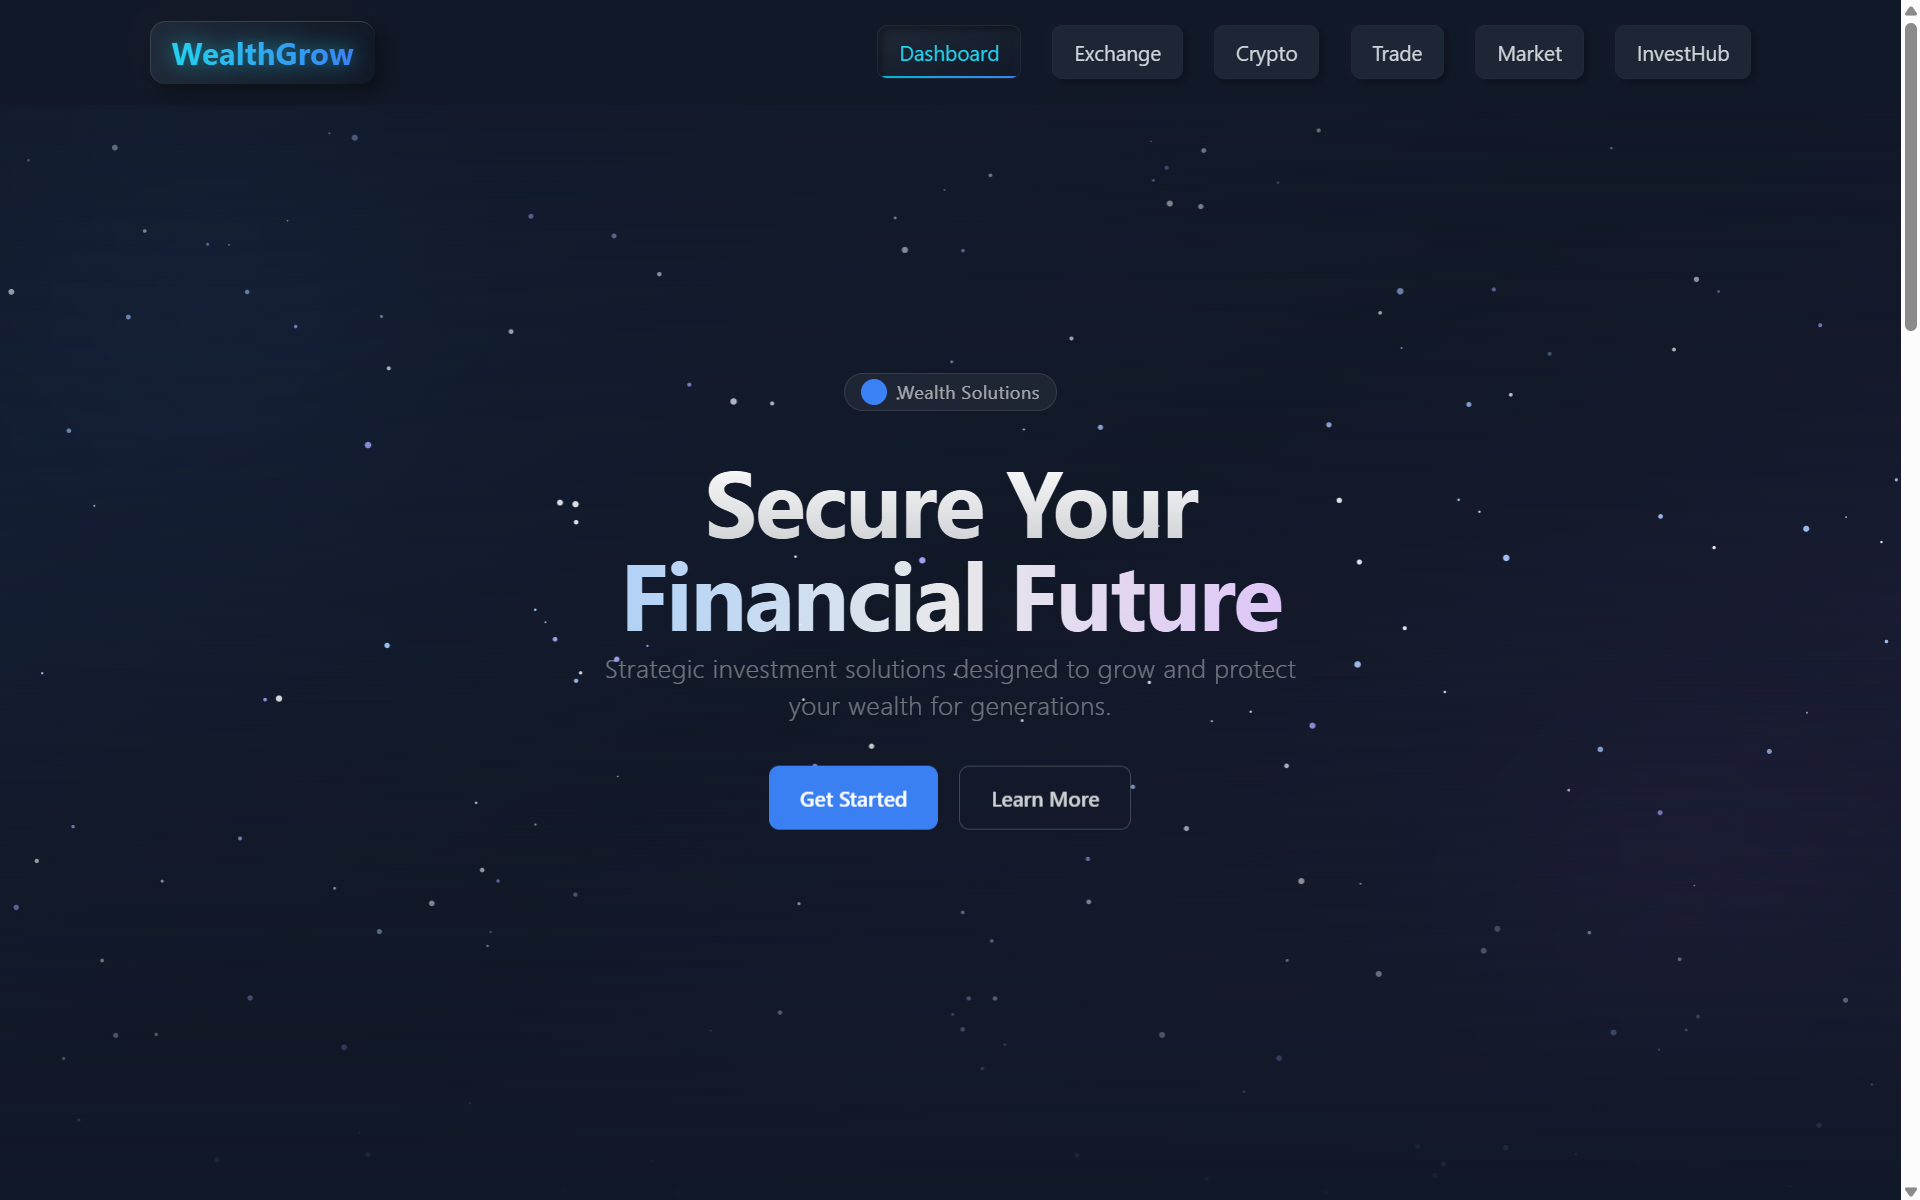 WealthGrow
Dashboard
Exchange
Crypto
Trade
Market
InvestHub
Wealth Solutions
Secure Your
Financial Future
Strategic investment solutions designed to grow and protect
your wealth for generations.
Get Started
Learn More